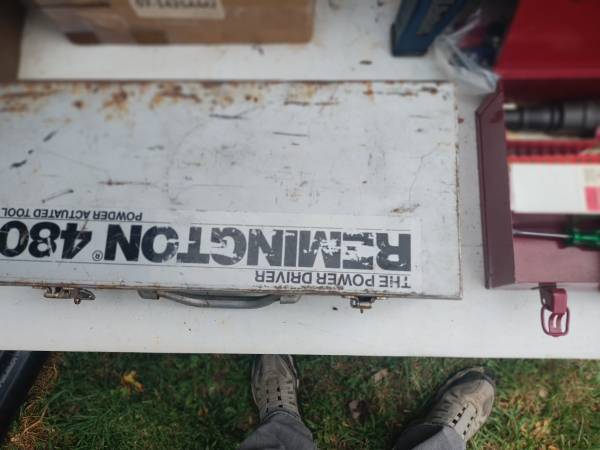 THE POWER DRIVER
REMINGTON 480®
POWDER ACTUATED TOOL